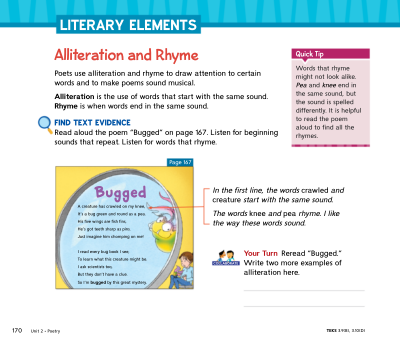 LITERARY ELEMENTS
Alliteration and Rhyme
Poets use alliteration and rhyme to draw attention to certain
words and to make poems sound musical.
Alliteration is the use of words that start with the same sound.
Rhyme is when words end in the same sound.
FIND TEXT EVIDENCE
Read aloud the poem “Bugged” on page 167. Listen for beginning
sounds that repeat. Listen for words that rhyme.
Quick Tip
Words that rhyme
might not look alike.
Pea and knee end in
the same sound, but
the sound is spelled
differently. It is helpful
to read the poem
aloud to find all the
rhymes.
Page 167
Bugged
A creature has crawled on my knee,
It's a bug green and round as a pea.
His five wings are fish fins,
He's got teeth sharp as pins.
Just imagine him chomping on me!
I read every bug book I see,
To learn what this creature might be.
I ask scientists too,
But they don't have a clue.
So I'm bugged by this great mystery.
In the first line, the words crawled and
creature start with the same sound.
The words knee and pea rhyme. I like
the way these words sound.
COLLABORATE
Your Turn Reread “Bugged.”
Write two more examples of
alliteration here.
170 Unit 2 • Poetry